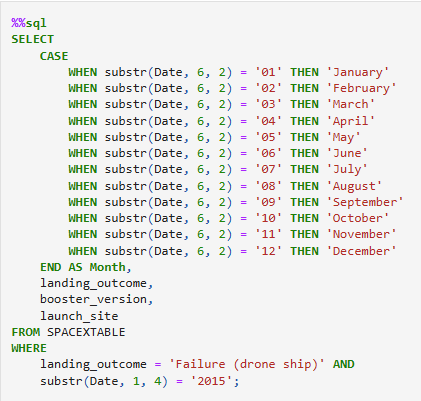 %%sql
SELECT
    CASE
        WHEN substr(Date, 6, 2) = '01' THEN 'January'
        WHEN substr(Date, 6, 2) = '02' THEN 'February'
        WHEN substr(Date, 6, 2) = '03' THEN 'March'
        WHEN substr(Date, 6, 2) = '04' THEN 'April'
        WHEN substr(Date, 6, 2) = '05' THEN 'May'
        WHEN substr(Date, 6, 2) = '06' THEN 'June'
        WHEN substr(Date, 6, 2) = '07' THEN 'July'
        WHEN substr(Date, 6, 2) = '08' THEN 'August'
        WHEN substr(Date, 6, 2) = '09' THEN 'September'
        WHEN substr(Date, 6, 2) = '10' THEN 'October'
        WHEN substr(Date, 6, 2) = '11' THEN 'November'
        WHEN substr(Date, 6, 2) = '12' THEN 'December'
    END AS Month,
    landing_outcome,
    booster_version,
    launch_site
FROM SPACEXTABLE
WHERE
    landing_outcome = 'Failure (drone ship)' AND
    substr(Date, 1, 4) = '2015';